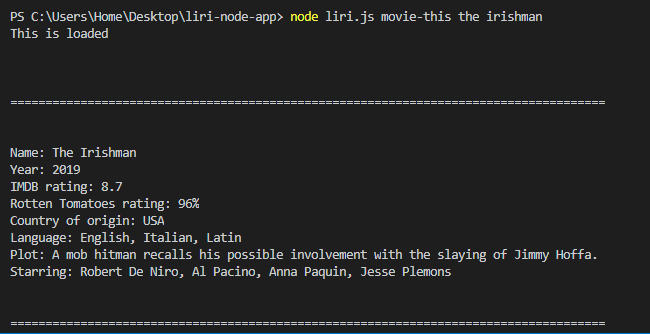 PS C:\Users\Home\Desktop\liri-node-app> node liri.js movie-this the irishman
This is loaded
=====================================================================================
Name: The Irishman
Year: 2019
IMDB rating: 8.7
Rotten Tomatoes rating: 96%
Country of origin: USA
Language: English, Italian, Latin
Plot: A mob hitman recalls his possible involvement with the slaying of Jimmy Hoffa.
Starring: Robert De Niro, Al Pacino, Anna Paquin, Jesse Plemons
=====================================================================================